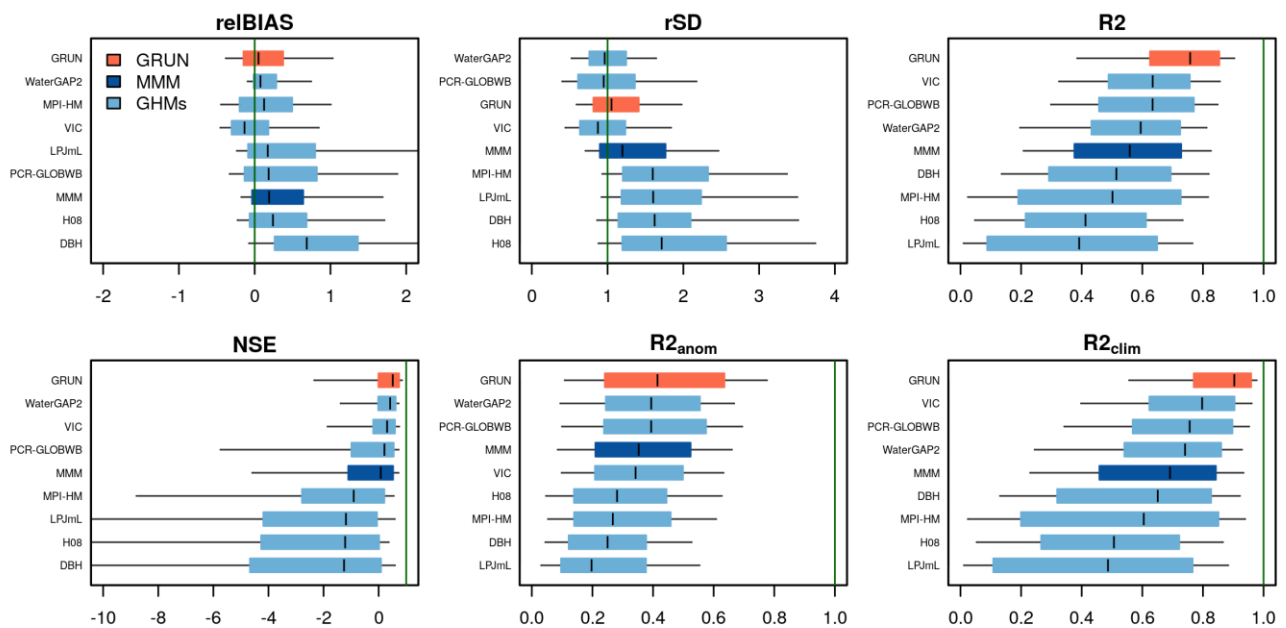 relBIAS
GRUN
WaterGAP2
MPI-HM
VIC
LPJmL
PCR-GLOBWB
MMM
H08
DBH
GRUN
MMM
GHMs
-2 -1 0 1 2
rSD
WaterGAP2
PCR-GLOBWB
GRUN
VIC
MMM
MPI-HM
LPJmL
DBH
H08
0 1 2 3 4
R2
GRUN
VIC
PCR-GLOBWB
WaterGAP2
MMM
DBH
MPI-HM
H08
LPJmL
0.0 0.2 0.4 0.6 0.8 1.0
NSE
GRUN
WaterGAP2
VIC
PCR-GLOBWB
MMM
MPI-HM
LPJmL
H08
DBH
-10 -8 -6 -4 -2 0
R2anom
GRUN
WaterGAP2
PCR-GLOBWB
MMM
VIC
H08
MPI-HM
DBH
LPJmL
0.0 0.2 0.4 0.6 0.8 1.0
R2clim
GRUN
VIC
PCR-GLOBWB
WaterGAP2
MMM
DBH
MPI-HM
H08
LPJmL
0.0 0.2 0.4 0.6 0.8 1.0